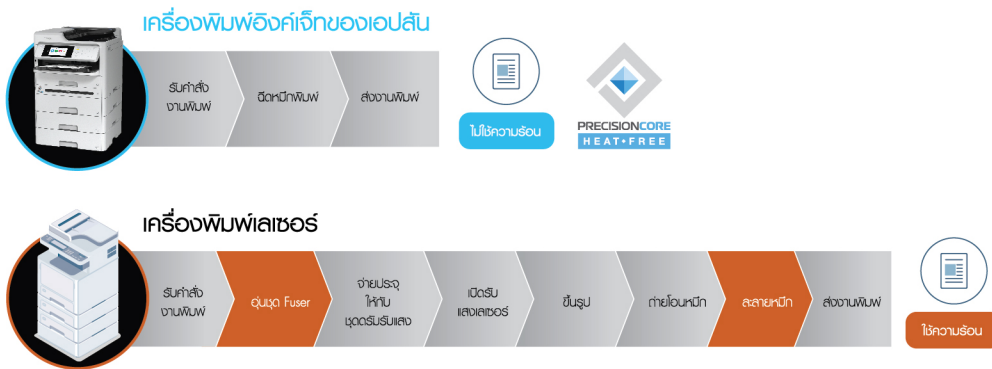 เครื่องพิมพ์อิงค์เจ็ทของเอปสัน
รับคำสั่ง
งานพิมพ์
ฉีดหมึกพิมพ์
ส่งงานพิมพ์
ไม่ใช้ความร้อน
PRECISIONCORE
HEAT•FREE
เครื่องพิมพ์เลเซอร์
รับคำสั่ง
งานพิมพ์
อุ่นชุด Fuser
จ่ายประจุ
ให้กับ
ชุดดรัมรับแสง
เปิดรับ
แสงเลเซอร์
ขึ้นรูป
ถ่ายโอนหมึก
ละลายหมึก
ส่งงานพิมพ์
ใช้ความร้อน